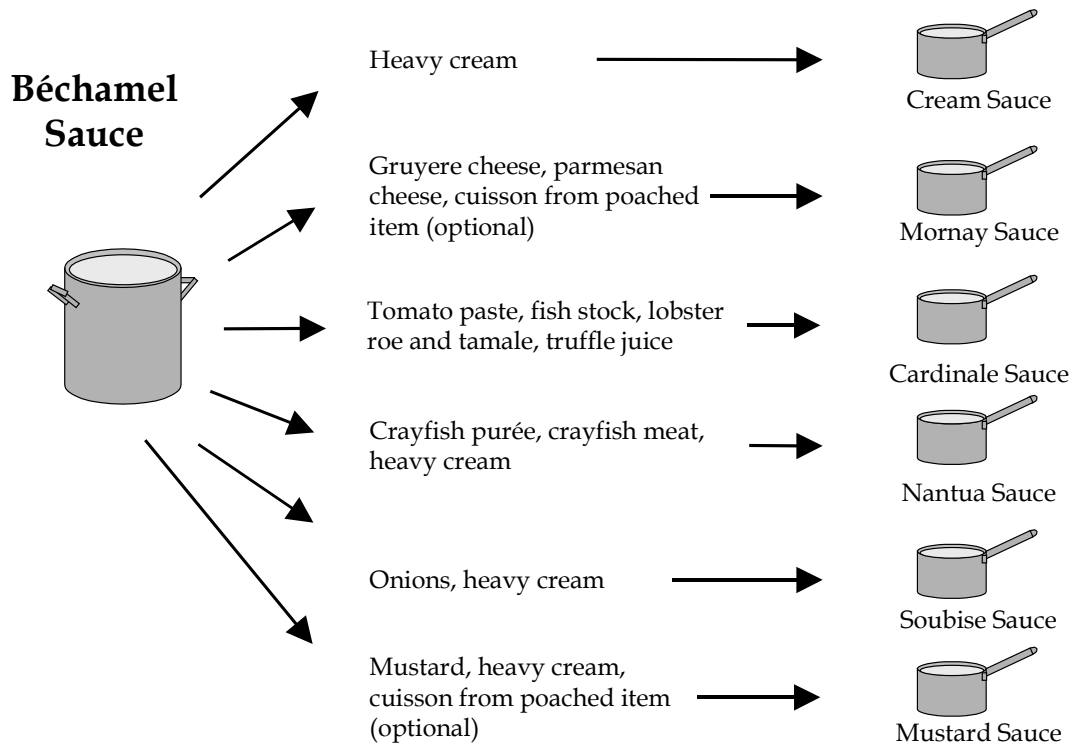 Béchamel
Sauce
Heavy cream
Cream Sauce
Gruyere cheese, parmesan
cheese, cuisson from poached
item (optional)
Mornay Sauce
Tomato paste, fish stock, lobster
roe and tamale, truffle juice
Cardinale Sauce
Crayfish purée, crayfish meat,
heavy cream
Nantua Sauce
Onions, heavy cream
Soubise Sauce
Mustard, heavy cream,
cuisson from poached item
(optional)
Mustard Sauce